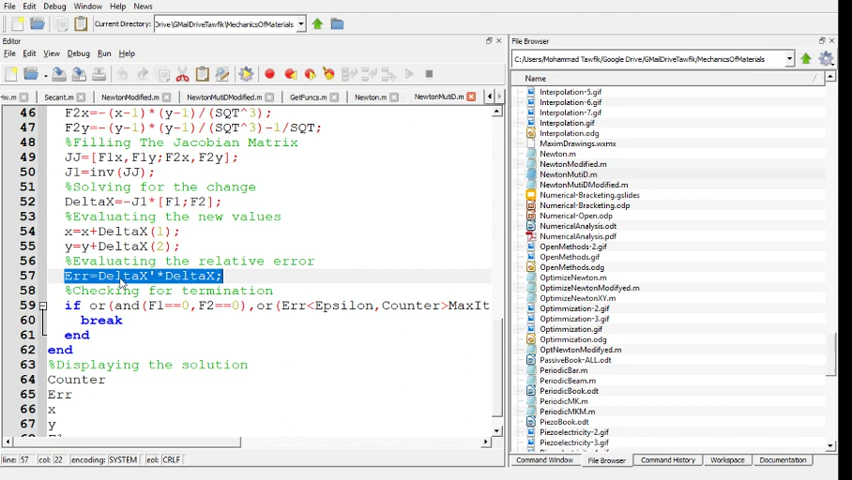 File Edit Debug Window Help News
Current Directory: Drive\GMailDriveTawfik\MechanicsOfMaterials
Editor
File Edit View Debug Run Help
tw.m Secant.m NewtonModified.m NewtonMutiDModified.m GetFuncs.m Newton.m NewtonMutiD.m
46 F2x=-(x-1)*(y-1)/(SQT^3);
47 F2y=-(y-1)*(y-1)/(SQT^3)-1/SQT;
48 %Filling The Jacobian Matrix
49 JJ=[F1x,F1y;F2x,F2y];
50 J1=inv(JJ);
51 %Solving for the change
52 DeltaX=-J1*[F1;F2];
53 %Evaluating the new values
54 x=x+DeltaX(1);
55 y=y+DeltaX(2);
56 %Evaluating the relative error
57 Err=DeltaX'*DeltaX;
58 %Checking for termination
59 if or(and(F1==0,F2==0),or(Err<Epsilon,Counter>MaxIt
60 break
61 end
62 end
63 %Displaying the solution
64 Counter
65 Err
66 x
67 y
line: 57 col: 22 encoding: SYSTEM eol: CRLF
File Browser
C:/Users/Mohammad Tawfik/Google Drive/GMailDriveTawfik/MechanicsOfMaterials
Name
Interpolation-5.gif
Interpolation-6.gif
Interpolation-7.gif
Interpolation.gif
Interpolation.odg
MaximDrawings.wxmx
Newton.m
NewtonModified.m
NewtonMutiD.m
NewtonMutiDModified.m
Numerical-Bracketing.gslides
Numerical-Bracketing.odp
Numerical-Open.odp
NumericalAnalysis.odt
NumericalAnalysis.pdf
OpenMethods-2.gif
OpenMethods.gif
OpenMethods.odg
OptimizeNewton.m
OptimizeNewtonModified.m
OptimizeNewtonXY.m
Optimmization-2.gif
Optimmization-3.gif
Optimmization.gif
Optimmization.odg
OptNewtonModifyed.m
PassiveBook-ALL.odt
PeriodicBar.m
PeriodicBeam.m
PeriodicBook.odt
PeriodicMK.m
PeriodicMKM.m
PiezoBook.odt
Piezoelectricity-2.gif
Piezoelectricity-3.gif
Command Window File Browser Command History Workspace Documentation